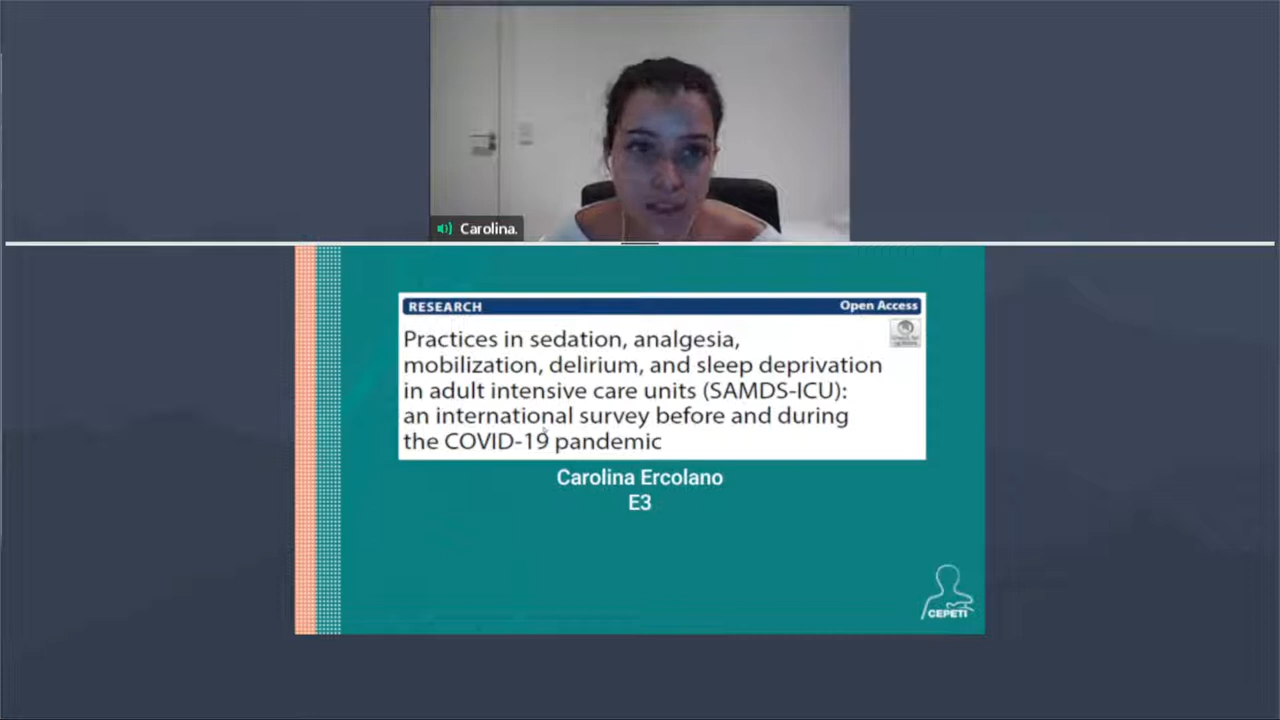 Carolina.
RESEARCH
Open Access
Practices in sedation, analgesia,
mobilization, delirium, and sleep deprivation
in adult intensive care units (SAMDS-ICU):
an international survey before and during
the COVID-19 pandemic
Carolina Ercolano
E3
CEPETI